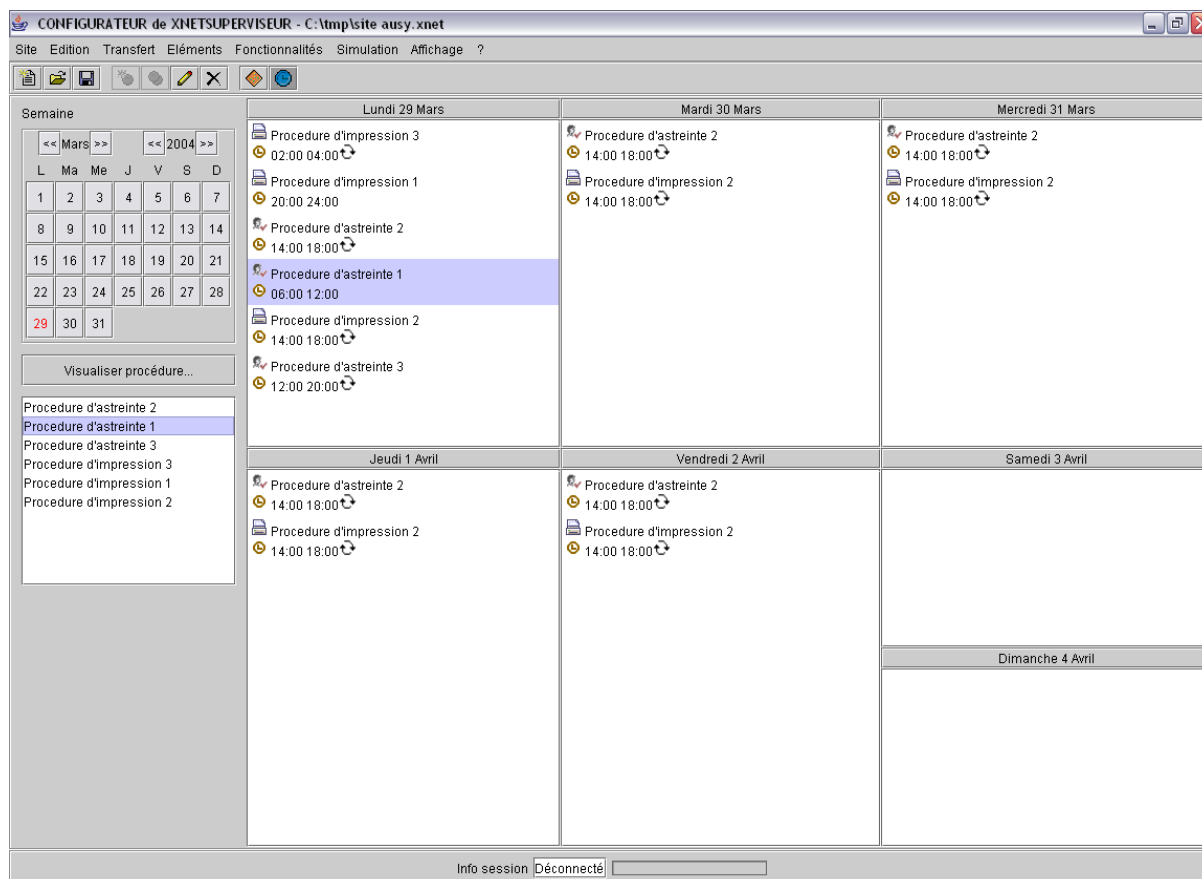 CONFIGURATEUR de XNETSUPERVISEUR - C:\tmp\site ausy.xnet
Site Edition Transfert Eléments Fonctionnalités Simulation Affichage ?
Semaine
<< Mars >> << 2004 >>
L Ma Me J V S D
1 2 3 4 5 6 7
8 9 10 11 12 13 14
15 16 17 18 19 20 21
22 23 24 25 26 27 28
29 30 31
Visualiser procédure...
Procedure d'astreinte 2
Procedure d'astreinte 1
Procedure d'astreinte 3
Procedure d'impression 3
Procedure d'impression 1
Procedure d'impression 2
Lundi 29 Mars
Procedure d'impression 3
02:00 04:00
Procedure d'impression 1
20:00 24:00
Procedure d'astreinte 2
14:00 18:00
Procedure d'astreinte 1
06:00 12:00
Procedure d'impression 2
14:00 18:00
Procedure d'astreinte 3
12:00 20:00
Mardi 30 Mars
Procedure d'astreinte 2
14:00 18:00
Procedure d'impression 2
14:00 18:00
Mercredi 31 Mars
Procedure d'astreinte 2
14:00 18:00
Procedure d'impression 2
14:00 18:00
Jeudi 1 Avril
Procedure d'astreinte 2
14:00 18:00
Procedure d'impression 2
14:00 18:00
Vendredi 2 Avril
Procedure d'astreinte 2
14:00 18:00
Procedure d'impression 2
14:00 18:00
Samedi 3 Avril
Dimanche 4 Avril
Info session Déconnecté